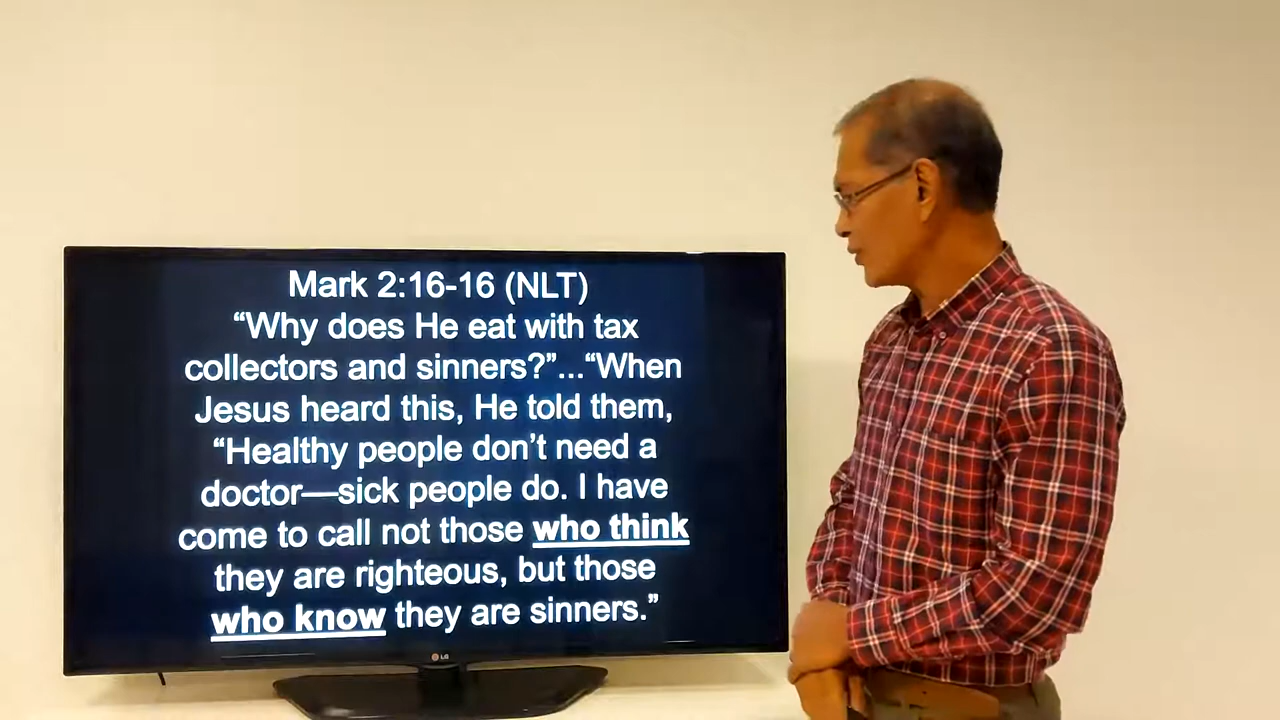 Mark 2:16-16 (NLT)
“Why does He eat with tax
collectors and sinners?”...“When
Jesus heard this, He told them,
“Healthy people don’t need a
doctor—sick people do. I have
come to call not those who think
they are righteous, but those
who know they are sinners.”
LG